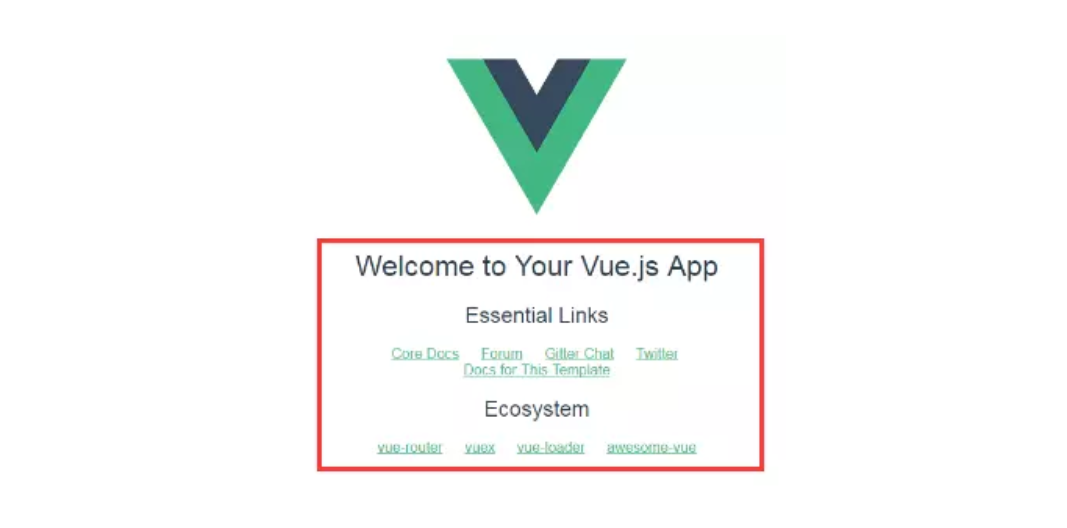 Welcome to Your Vue.js App
Essential Links
Core Docs Forum Gitter Chat Twitter
Docs for This Template
Ecosystem
vue-router vuex vue-loader awesome-vue